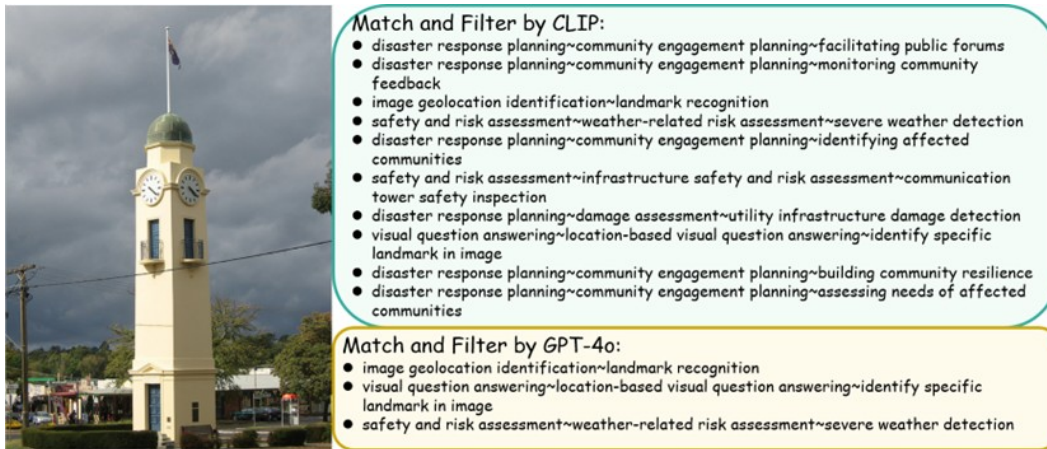 Match and Filter by CLIP:
● disaster response planning~community engagement planning~facilitating public forums
● disaster response planning~community engagement planning~monitoring community
feedback
● image geolocation identification~landmark recognition
● safety and risk assessment~weather-related risk assessment~severe weather detection
● disaster response planning~community engagement planning~identifying affected
communities
● safety and risk assessment~infrastructure safety and risk assessment~communication
tower safety inspection
● disaster response planning~damage assessment~utility infrastructure damage detection
● visual question answering~location-based visual question answering~identify specific
landmark in image
● disaster response planning~community engagement planning~building community resilience
● disaster response planning~community engagement planning~assessing needs of affected
communities
Match and Filter by GPT-4o:
● image geolocation identification~landmark recognition
● visual question answering~location-based visual question answering~identify specific
landmark in image
● safety and risk assessment~weather-related risk assessment~severe weather detection